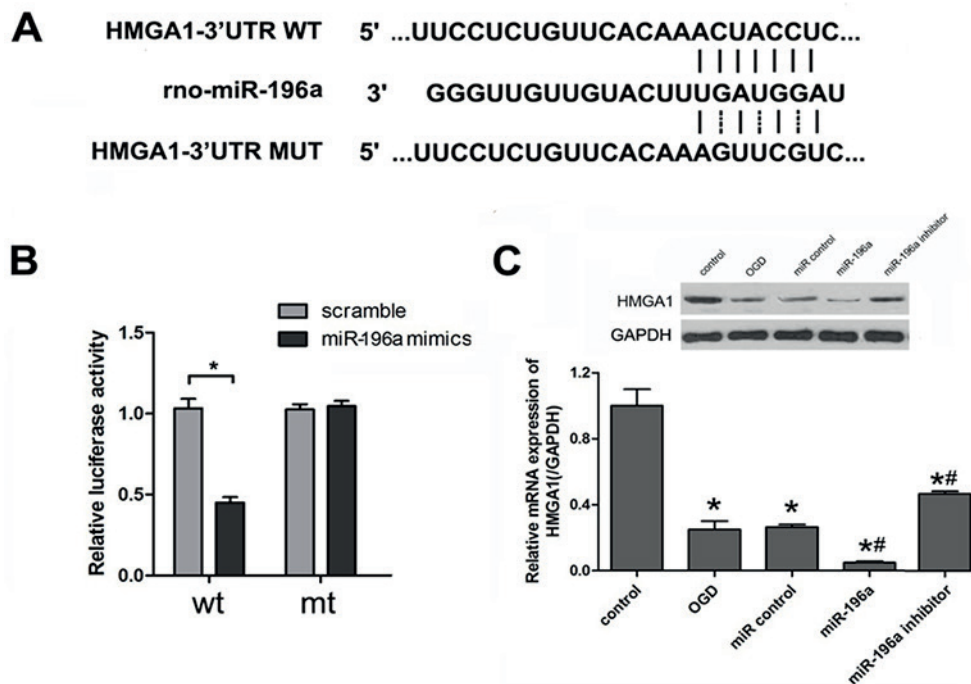 A
HMGA1-3'UTR WT 5' ...UUCCUCUGUUCACAAACUACCUC...
rno-miR-196a 3' GGGUUGUUGUACUUUGAUGGAU
HMGA1-3'UTR MUT 5' ...UUCCUCUGUUCACAAAGUUCGUC...
B
scramble
miR-196a mimics
*
Relative luciferase activity
1.5
1.0
0.5
0.0
wt mt
C
control OGD miR control miR-196a miR-196a inhibitor
HMGA1
GAPDH
Relative mRNA expression of
HMGA1(/GAPDH)
1.2
0.8
0.4
0.0
* * *# *#
control OGD miR control miR-196a miR-196a inhibitor